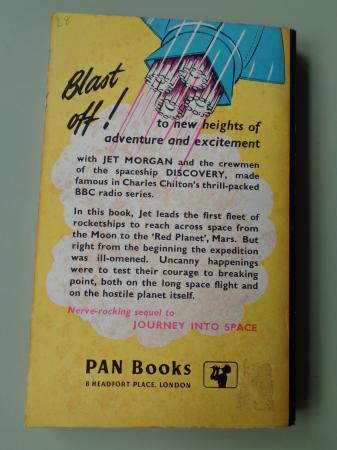 28
Blast
off!
to new heights of
adventure and excitement
with JET MORGAN and the crewmen
of the spaceship DISCOVERY, made
famous in Charles Chilton's thrill-packed
BBC radio series.
In this book, Jet leads the first fleet of
rocketships to reach across space from
the Moon to the 'Red Planet', Mars. But
right from the beginning the expedition
was ill-omened. Uncanny happenings
were to test their courage to breaking
point, both on the long space flight and
on the hostile planet itself.
Nerve-racking sequel to
JOURNEY INTO SPACE
PAN Books
8 HEADFORT PLACE, LONDON